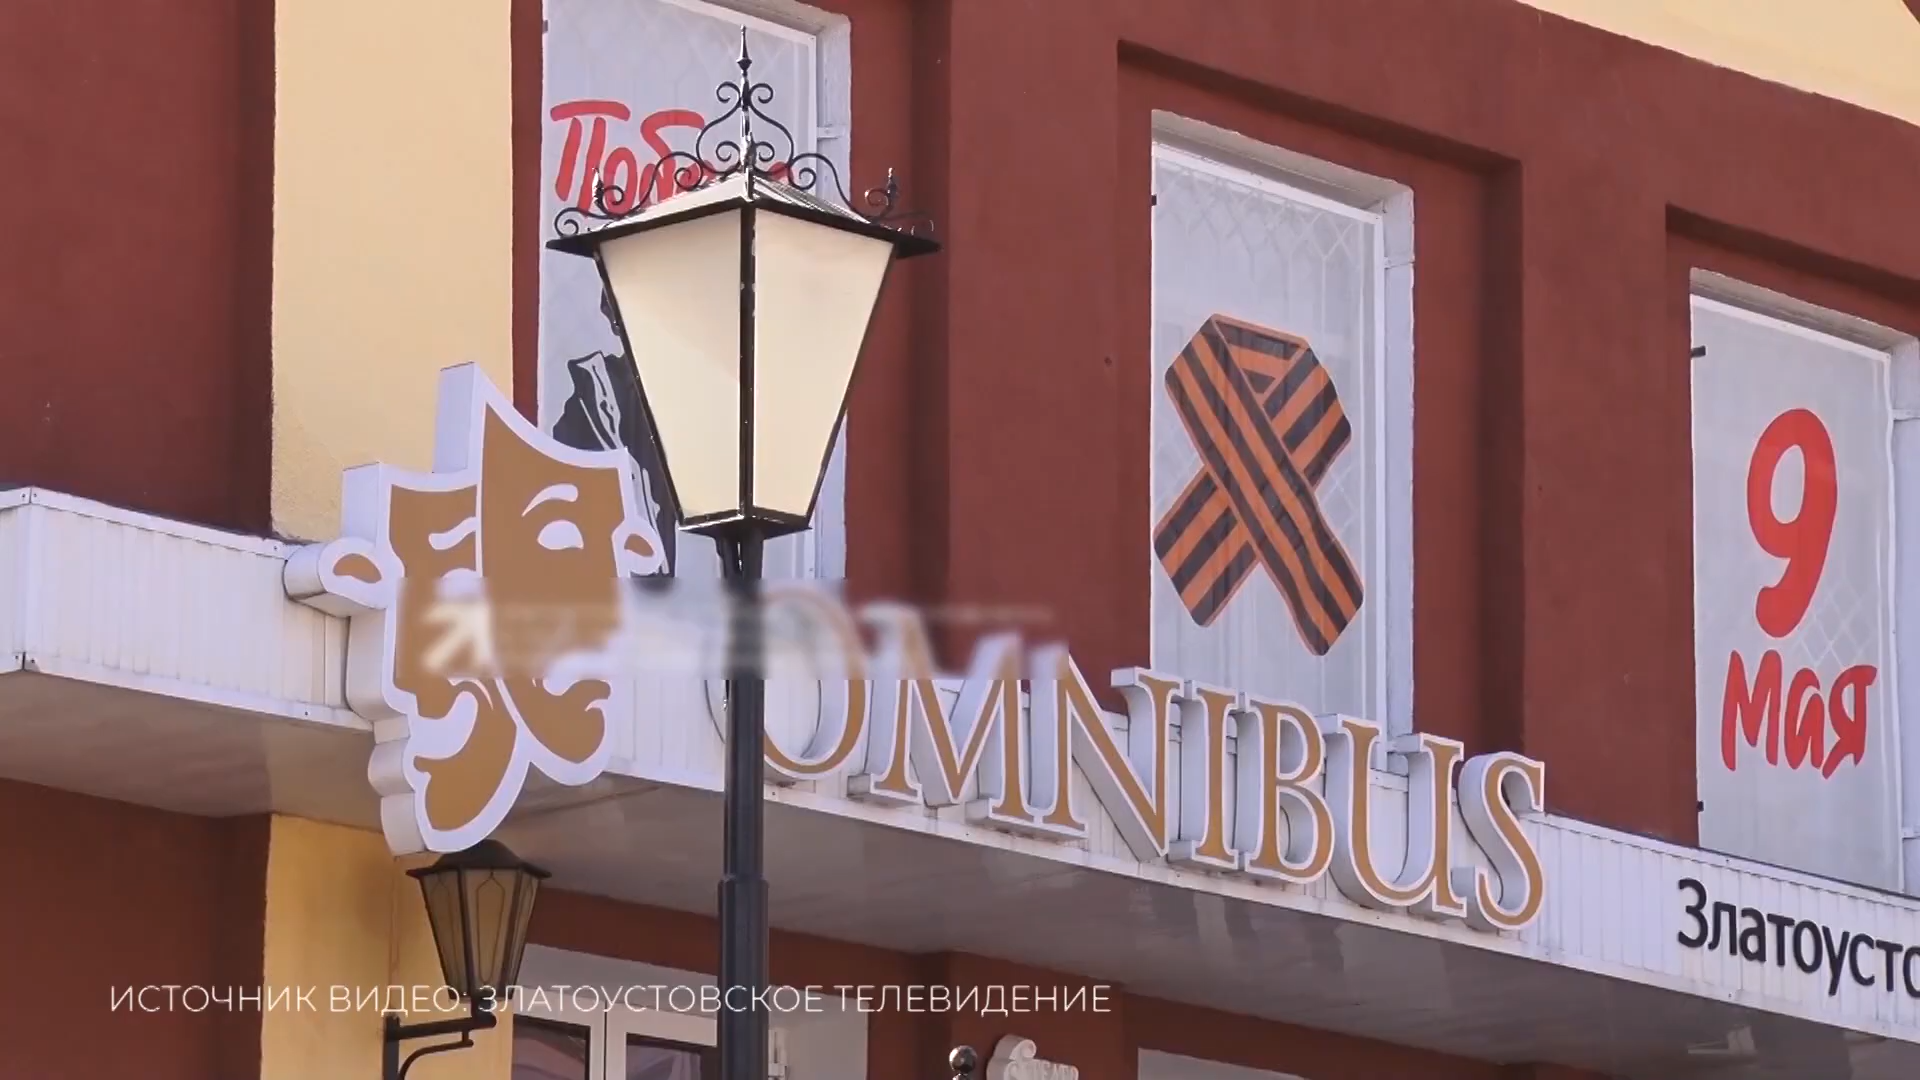 9
мая
OMNIBUS
Златоусто
ИСТОЧНИК ВИДЕО: ЗЛАТОУСТОВСКОЕ ТЕЛЕВИДЕНИЕ